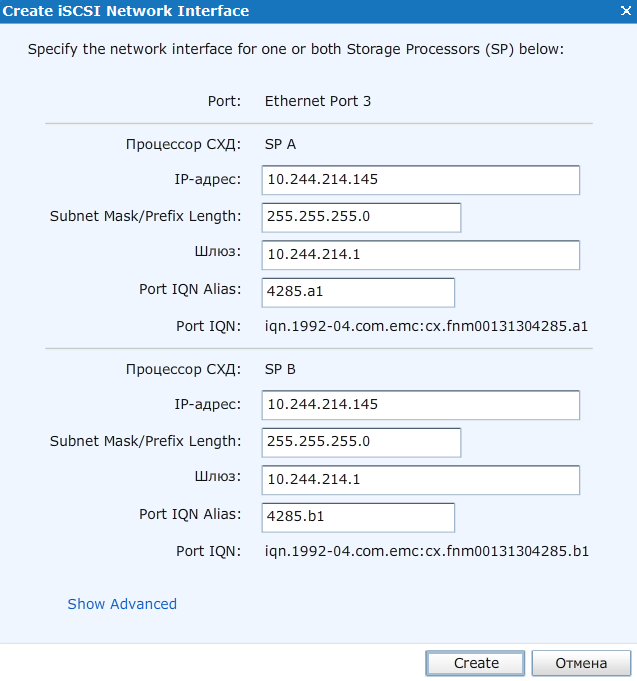 Create iSCSI Network Interface
Specify the network interface for one or both Storage Processors (SP) below:
Port: Ethernet Port 3
Процессор СХД: SP A
IP-адрес: 10.244.214.145
Subnet Mask/Prefix Length: 255.255.255.0
Шлюз: 10.244.214.1
Port IQN Alias: 4285.a1
Port IQN: iqn.1992-04.com.emc:cx.fnm00131304285.a1
Процессор СХД: SP B
IP-адрес: 10.244.214.145
Subnet Mask/Prefix Length: 255.255.255.0
Шлюз: 10.244.214.1
Port IQN Alias: 4285.b1
Port IQN: iqn.1992-04.com.emc:cx.fnm00131304285.b1
Show Advanced
Create Отмена